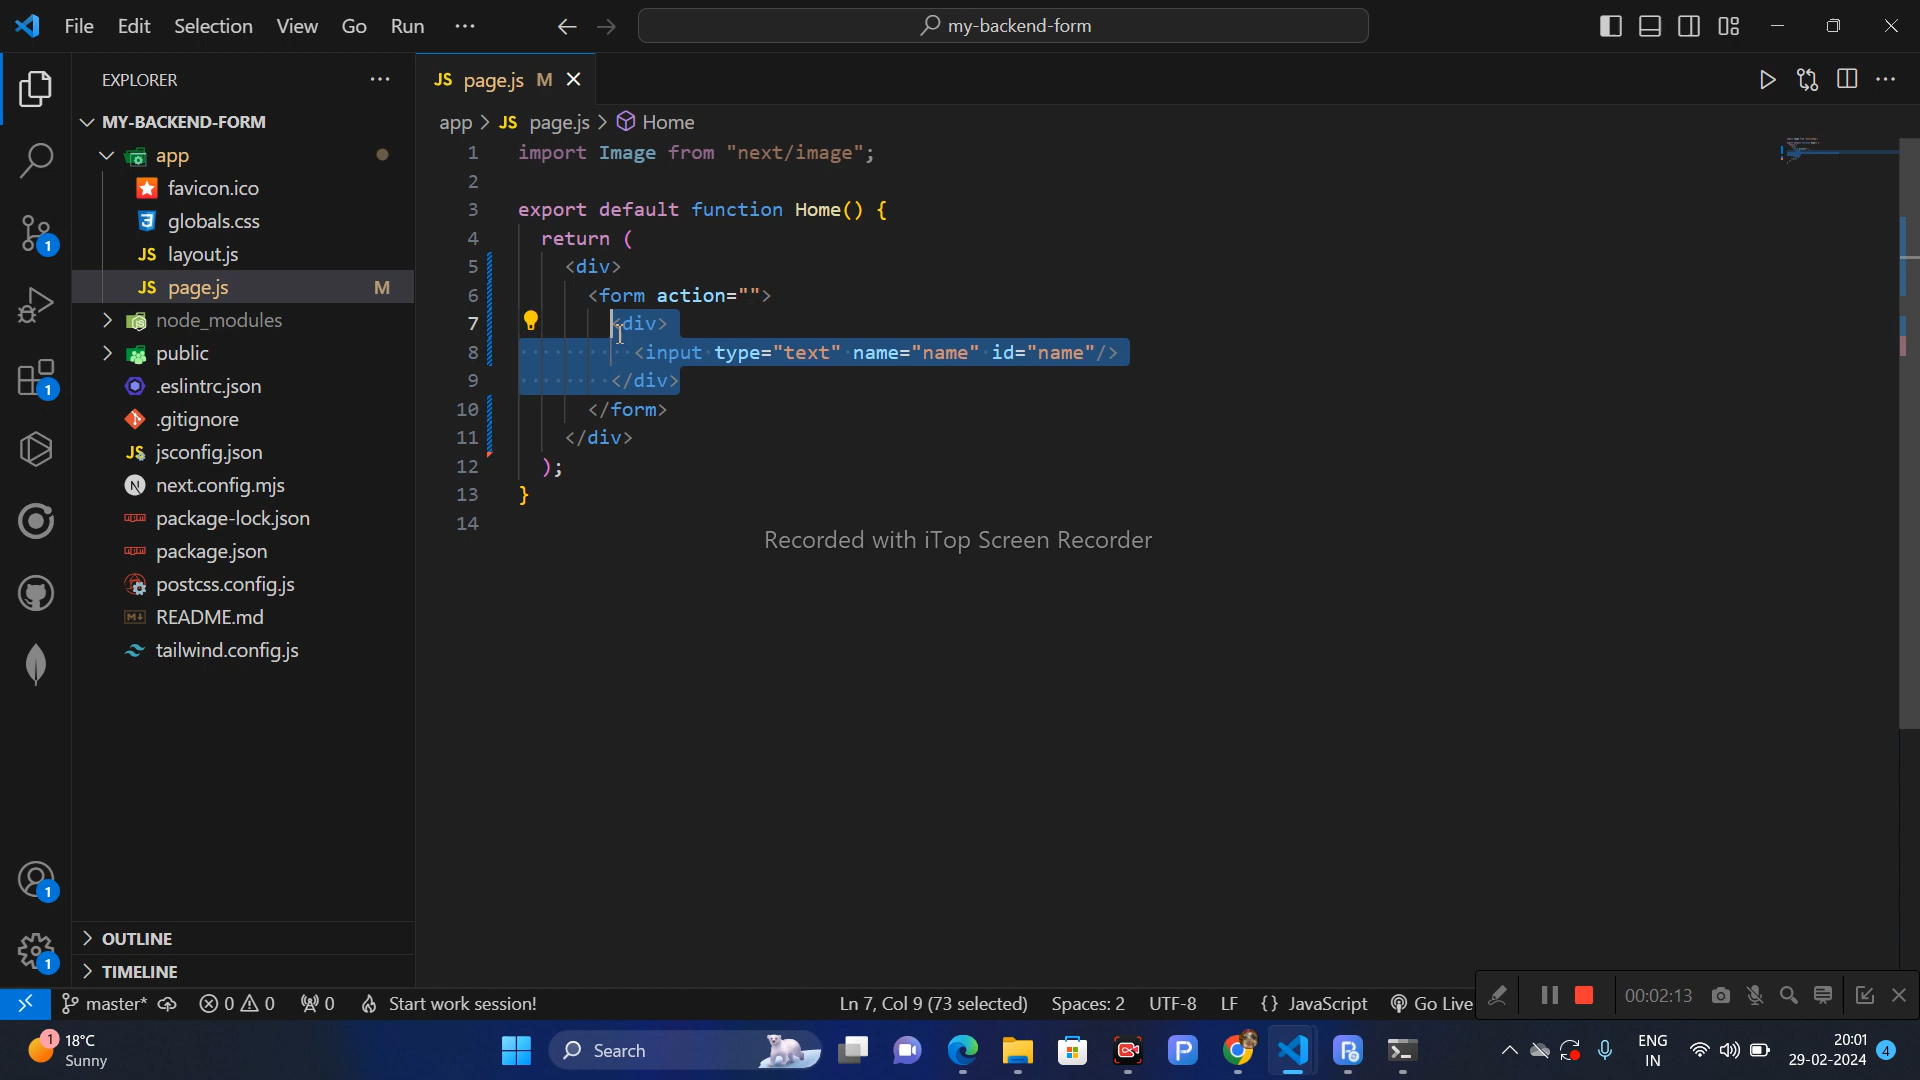 File Edit Selection View Go Run ···
my-backend-form
EXPLORER
JS page.js M
MY-BACKEND-FORM
app > JS page.js > Home
app
favicon.ico
globals.css
JS layout.js
JS page.js M
node_modules
public
.eslintrc.json
.gitignore
JS jsconfig.json
next.config.mjs
package-lock.json
package.json
postcss.config.js
README.md
tailwind.config.js
1 import Image from "next/image";
2
3 export default function Home() {
4 return (
5 <div>
6 <form action="">
7 <div>
8 <input type="text" name="name" id="name"/>
9 </div>
10 </form>
11 </div>
12 );
13 }
14
Recorded with iTop Screen Recorder
1
1
1
1
OUTLINE
TIMELINE
master* 0 0 0 Start work session! Ln 7, Col 9 (73 selected) Spaces: 2 UTF-8 LF {} JavaScript Go Live
00:02:13
1 18°C
Sunny
Search
ENG
IN
20:01
29-02-2024
4